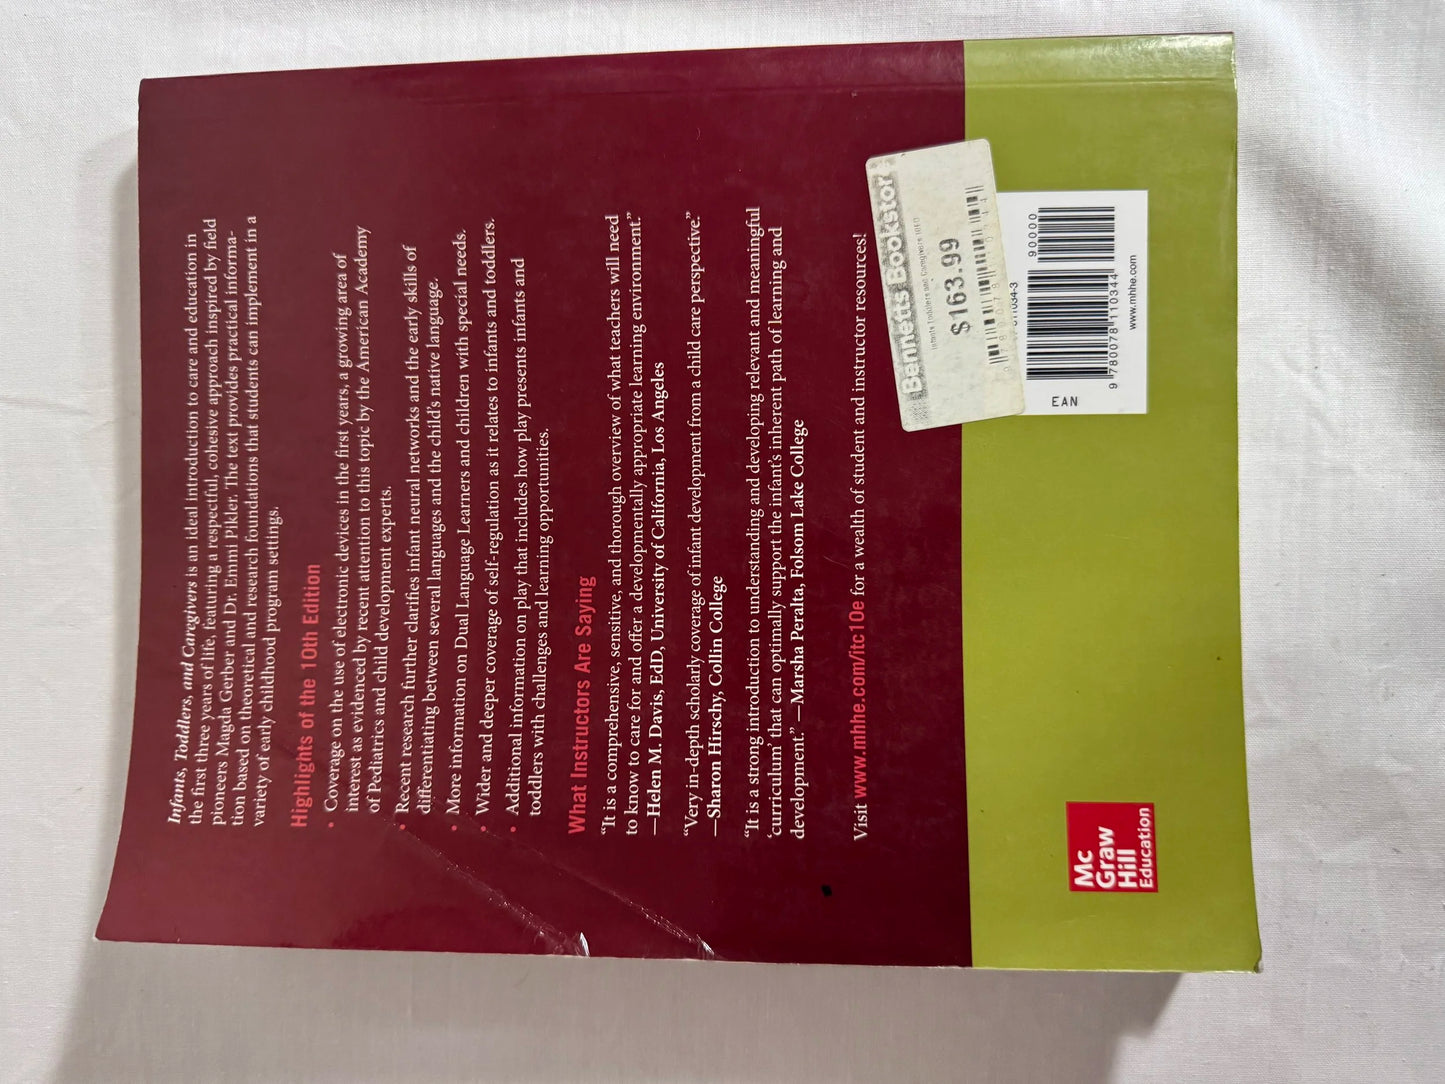 Infants, Toddlers, and Caregivers is an ideal introduction to care and education in
the first three years of life, featuring a respectful, cohesive approach inspired by field
pioneers Magda Gerber and Dr. Emmi Pikler. The text provides practical informa-
tion based on theoretical and research foundations that students can implement in a
variety of early childhood program settings.
Highlights of the 10th Edition
• Coverage on the use of electronic devices in the first years, a growing area of
interest as evidenced by recent attention to this topic by the American Academy
of Pediatrics and child development experts.
• Recent research further clarifies infant neural networks and the early skills of
differentiating between several languages and the child's native language.
• More information on Dual Language Learners and children with special needs.
• Wider and deeper coverage of self-regulation as it relates to infants and toddlers.
• Additional information on play that includes how play presents infants and
toddlers with challenges and learning opportunities.
What Instructors Are Saying
“It is a comprehensive, sensitive, and thorough overview of what teachers will need
to know to care for and offer a developmentally appropriate learning environment.”
—Helen M. Davis, EdD, University of California, Los Angeles
“Very in-depth scholarly coverage of infant development from a child care perspective.”
—Sharon Hirschy, Collin College
“It is a strong introduction to understanding and developing relevant and meaningful
‘curriculum’ that can optimally support the infant's inherent path of learning and
development.” —Marsha Peralta, Folsom Lake College
Visit www.mhhe.com/itc10e for a wealth of student and instructor resources!
Bennetts Bookstor
Infants Toddlers and Caregivers
$163.99
011034-3
90000
9 780078 110344
EAN
www.mhhe.com
Mc
Graw
Hill
Education